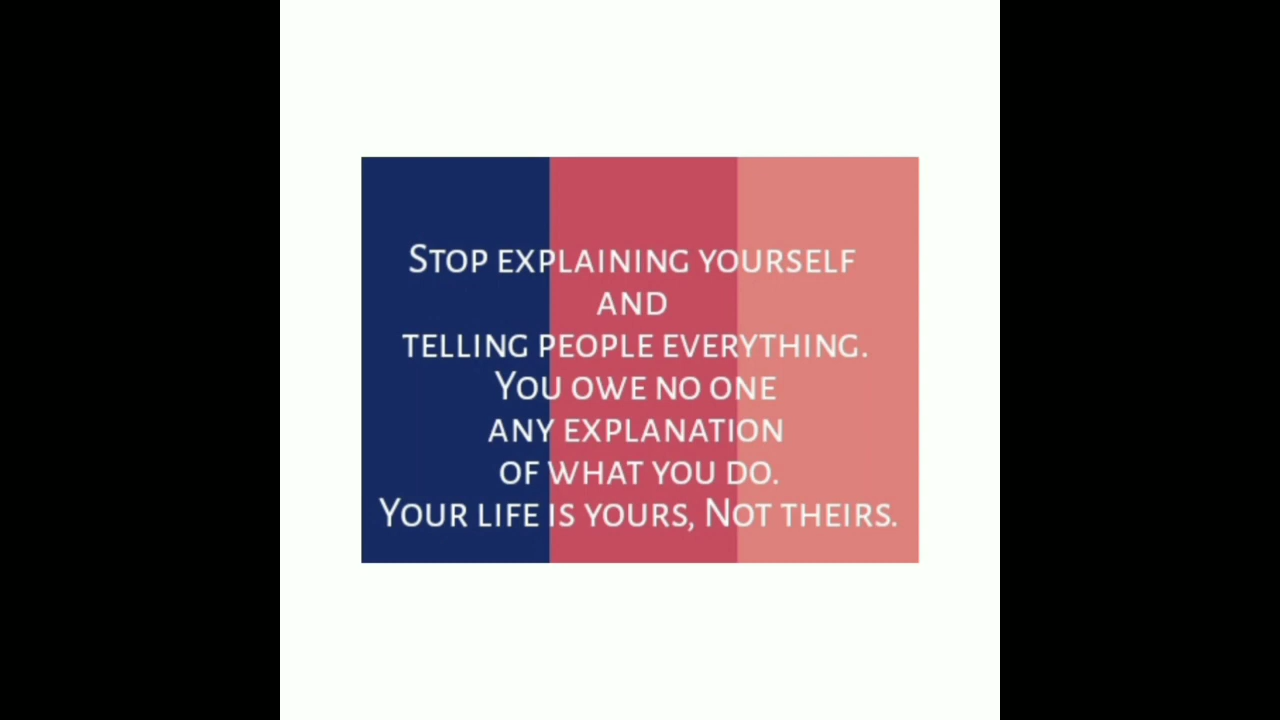 Stop explaining yourself
and
telling people everything.
You owe no one
any explanation
of what you do.
Your life is yours, Not theirs.